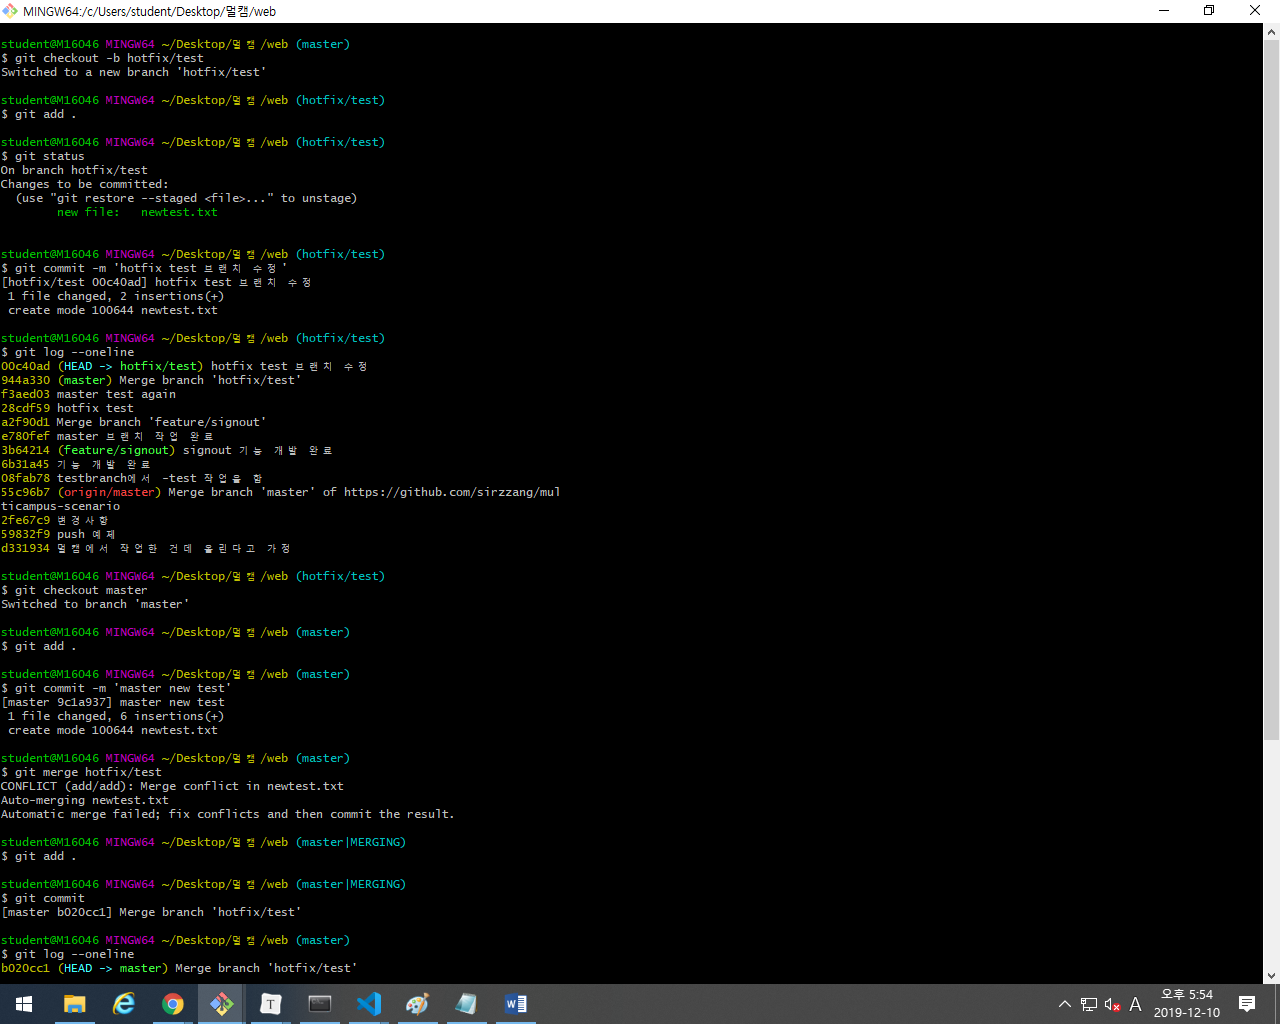 MINGW64:/c/Users/student/Desktop/멀캠/web
student@M16046 MINGW64 ~/Desktop/멀캠/web (master)
$ git checkout -b hotfix/test
Switched to a new branch 'hotfix/test'
student@M16046 MINGW64 ~/Desktop/멀캠/web (hotfix/test)
$ git add .
student@M16046 MINGW64 ~/Desktop/멀캠/web (hotfix/test)
$ git status
On branch hotfix/test
Changes to be committed:
  (use "git restore --staged <file>..." to unstage)
        new file:   newtest.txt
student@M16046 MINGW64 ~/Desktop/멀캠/web (hotfix/test)
$ git commit -m 'hotfix test 브랜치 수정'
[hotfix/test 00c40ad] hotfix test 브랜치 수정
 1 file changed, 2 insertions(+)
 create mode 100644 newtest.txt
student@M16046 MINGW64 ~/Desktop/멀캠/web (hotfix/test)
$ git log --oneline
00c40ad (HEAD -> hotfix/test) hotfix test 브랜치 수정
944a330 (master) Merge branch 'hotfix/test'
f3aed03 master test again
28cdf59 hotfix test
a2f90d1 Merge branch 'feature/signout'
e780fef master 브랜치 작업 완료
3b64214 (feature/signout) signout 기능 개발 완료
6b31a45 기능 개발 완료
08fab78 testbranch에서 -test 작업을 함
55c96b7 (origin/master) Merge branch 'master' of https://github.com/sirzzang/mul
ticampus-scenario
2fe67c9 변경사항
59832f9 push 예제
d331934 멀캠에서 작업한 건데 올린다고 가정
student@M16046 MINGW64 ~/Desktop/멀캠/web (hotfix/test)
$ git checkout master
Switched to branch 'master'
student@M16046 MINGW64 ~/Desktop/멀캠/web (master)
$ git add .
student@M16046 MINGW64 ~/Desktop/멀캠/web (master)
$ git commit -m 'master new test'
[master 9c1a937] master new test
 1 file changed, 6 insertions(+)
 create mode 100644 newtest.txt
student@M16046 MINGW64 ~/Desktop/멀캠/web (master)
$ git merge hotfix/test
CONFLICT (add/add): Merge conflict in newtest.txt
Auto-merging newtest.txt
Automatic merge failed; fix conflicts and then commit the result.
student@M16046 MINGW64 ~/Desktop/멀캠/web (master|MERGING)
$ git add .
student@M16046 MINGW64 ~/Desktop/멀캠/web (master|MERGING)
$ git commit
[master b020cc1] Merge branch 'hotfix/test'
student@M16046 MINGW64 ~/Desktop/멀캠/web (master)
$ git log --oneline
b020cc1 (HEAD -> master) Merge branch 'hotfix/test'
T
A
오후 5:54
2019-12-10